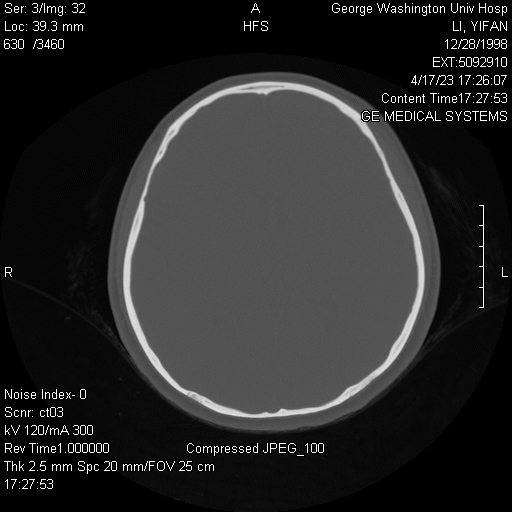 Ser: 3/Img: 32
Loc: 39.3 mm
630 /3460
A
HFS
George Washington Univ Hosp
LI, YIFAN
12/28/1998
EXT:5092910
4/17/23 17:26:07
Content Time17:27:53
GE MEDICAL SYSTEMS
R
L
Noise Index- 0
Scnr: ct03
kV 120/mA 300
Rev Time1.000000
Compressed JPEG_100
Thk 2.5 mm Spc 20 mm/FOV 25 cm
17:27:53